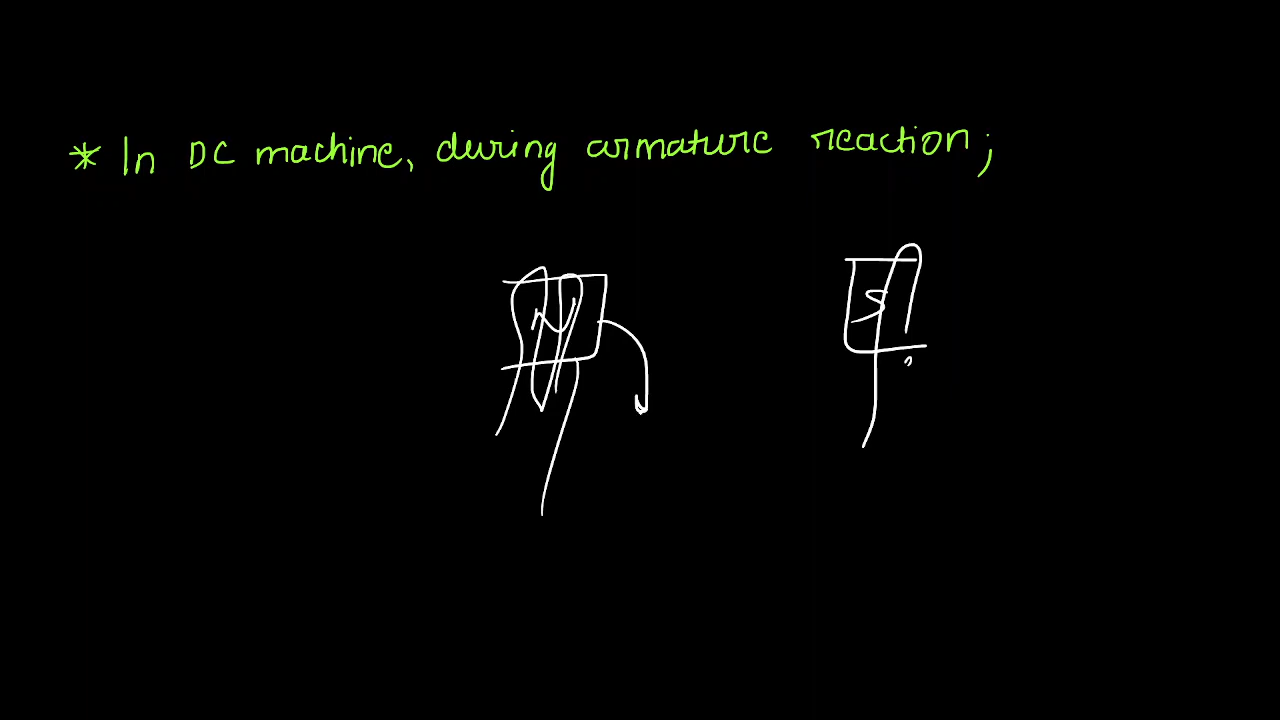 * In DC machine, during armature reaction;
N S